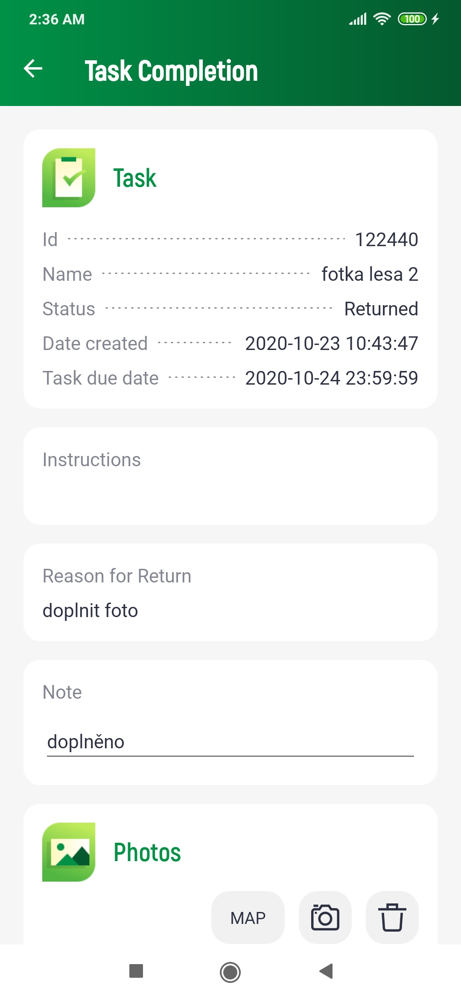 2:36 AM
100
Task Completion
Task
Id 122440
Name fotka lesa 2
Status Returned
Date created 2020-10-23 10:43:47
Task due date 2020-10-24 23:59:59
Instructions
Reason for Return
doplnit foto
Note
doplněno
Photos
MAP